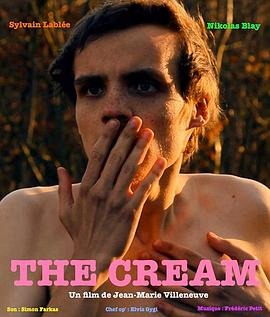 Sylvain Lablée
Nikolas Blay
THE CREAM
Un film de Jean-Marie Villeneuve
Son : Simon Farkas
Chef op' : Elvis Gygi
Musique : Frédéric Petit